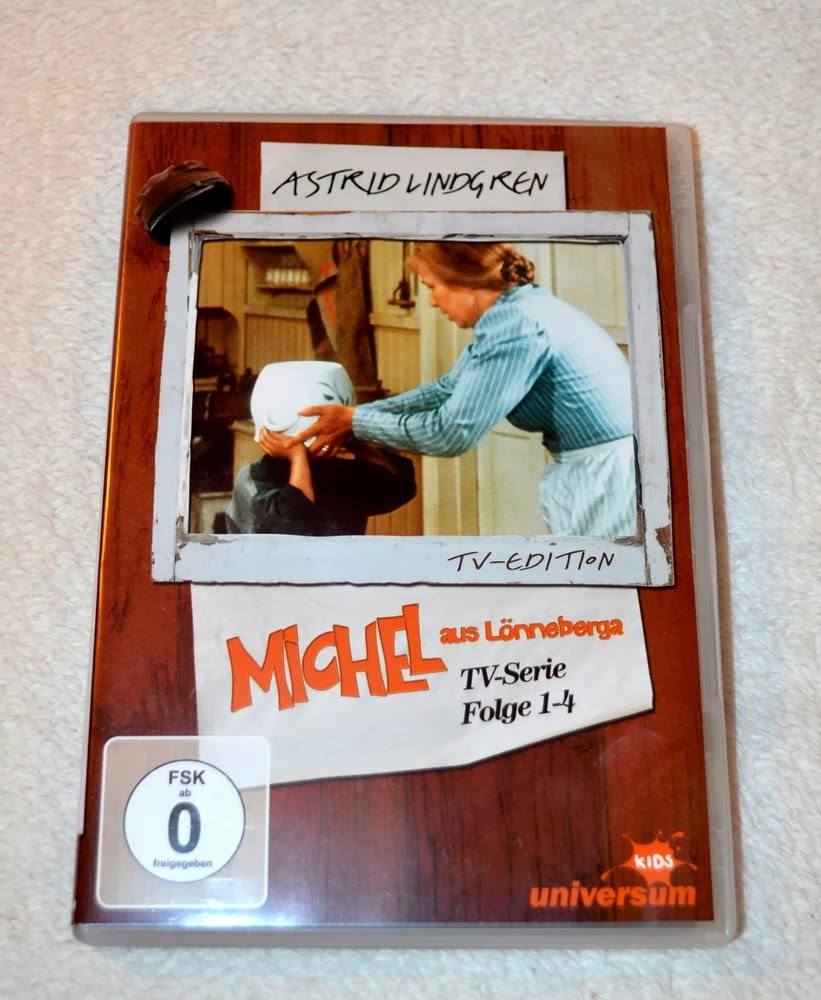 ASTRID LINDGREN
TV-EDITION
MICHEL aus Lönneberga
TV-Serie
Folge 1-4
FSK
ab
0
freigegeben
KIDS
universum